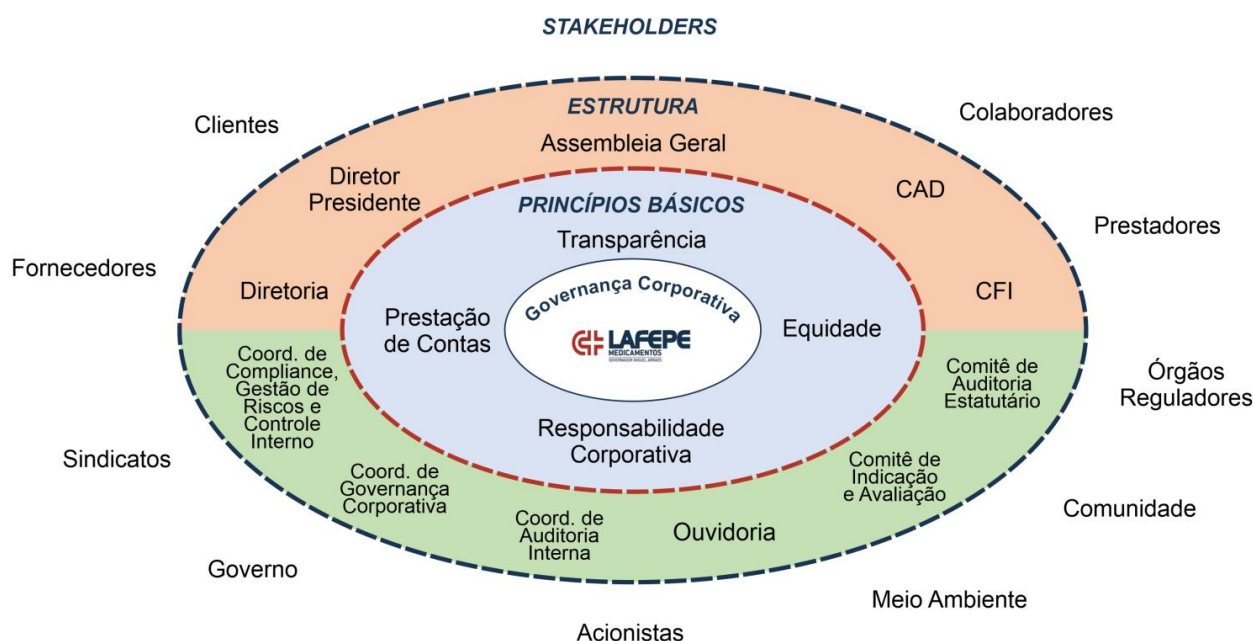 STAKEHOLDERS
Clientes
Colaboradores
ESTRUTURA
Assembleia Geral
Diretor
Presidente
CAD
PRINCÍPIOS BÁSICOS
Transparência
Prestadores
Fornecedores
Diretoria
CFI
Governança Corporativa
LAFEPE
MEDICAMENTOS
GOVERNADOR MIGUEL ARRAES
Prestação
de Contas
Equidade
Coord. de
Compliance,
Gestão de
Riscos e
Controle
Interno
Comitê de
Auditoria
Estatutário
Órgãos
Reguladores
Responsabilidade
Corporativa
Sindicatos
Coord. de
Governança
Corporativa
Comitê de
Indicação
e Avaliação
Coord. de
Auditoria
Interna
Ouvidoria
Comunidade
Governo
Meio Ambiente
Acionistas